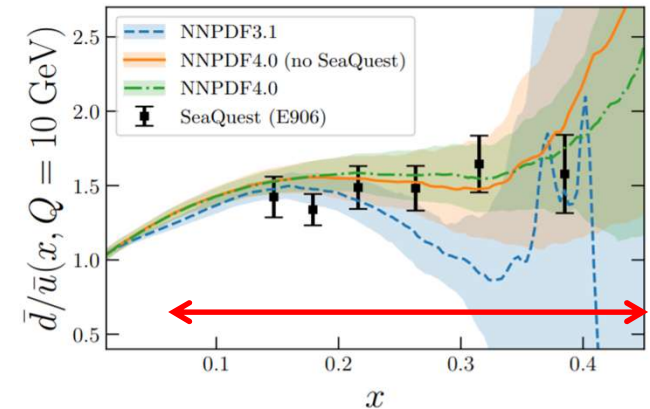 2.5
2.0
1.5
1.0
0.5
d̄/ū(x, Q = 10 GeV)
NNPDF3.1
NNPDF4.0 (no SeaQuest)
NNPDF4.0
SeaQuest (E906)
0.1 0.2 0.3 0.4
x